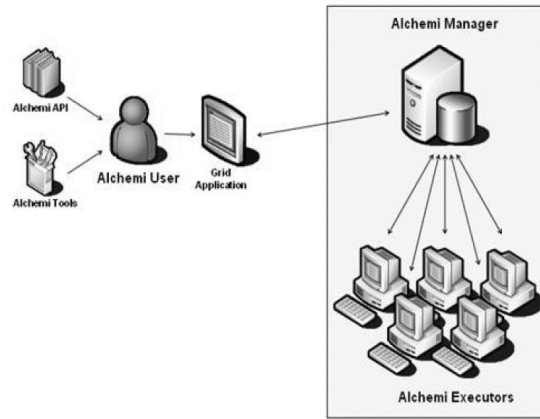 Alchemi Manager
Alchemi API
Alchemi User
Grid
Application
Alchemi Tools
Alchemi Executors